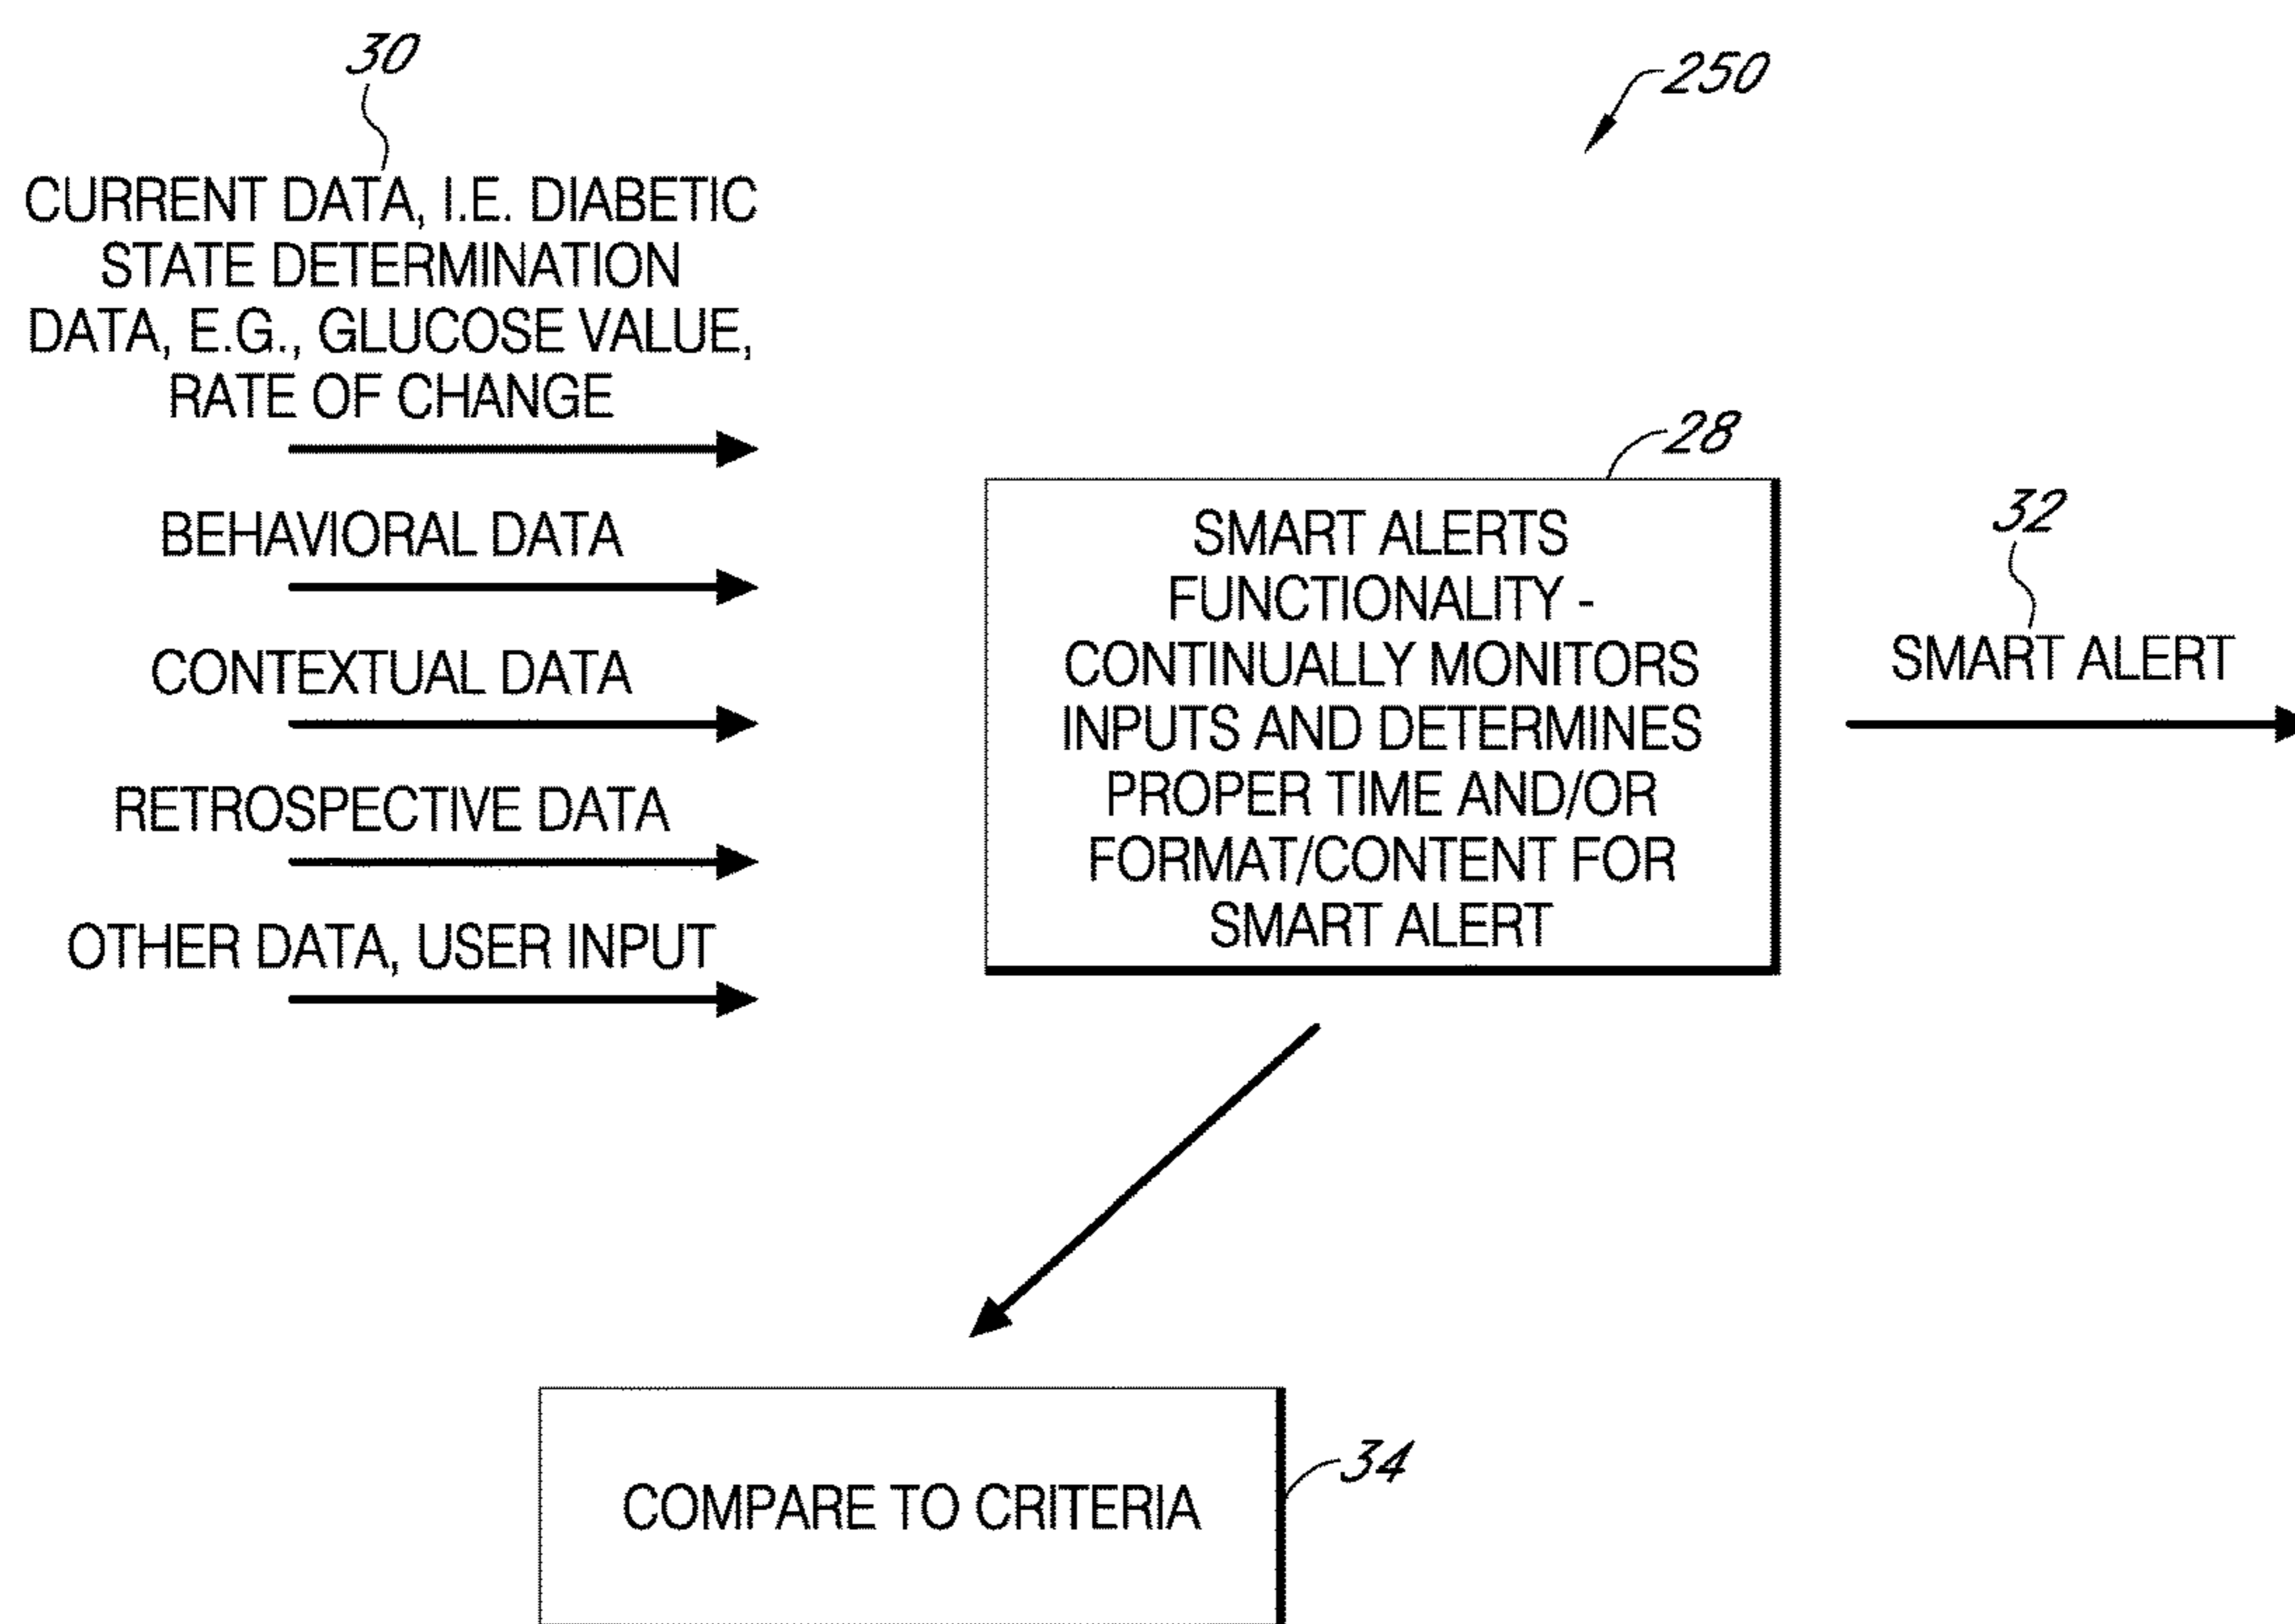 30
250
CURRENT DATA, I.E. DIABETIC
STATE DETERMINATION
DATA, E.G., GLUCOSE VALUE,
RATE OF CHANGE
BEHAVIORAL DATA
CONTEXTUAL DATA
RETROSPECTIVE DATA
OTHER DATA, USER INPUT
28
SMART ALERTS
FUNCTIONALITY -
CONTINUALLY MONITORS
INPUTS AND DETERMINES
PROPER TIME AND/OR
FORMAT/CONTENT FOR
SMART ALERT
32
SMART ALERT
COMPARE TO CRITERIA
34